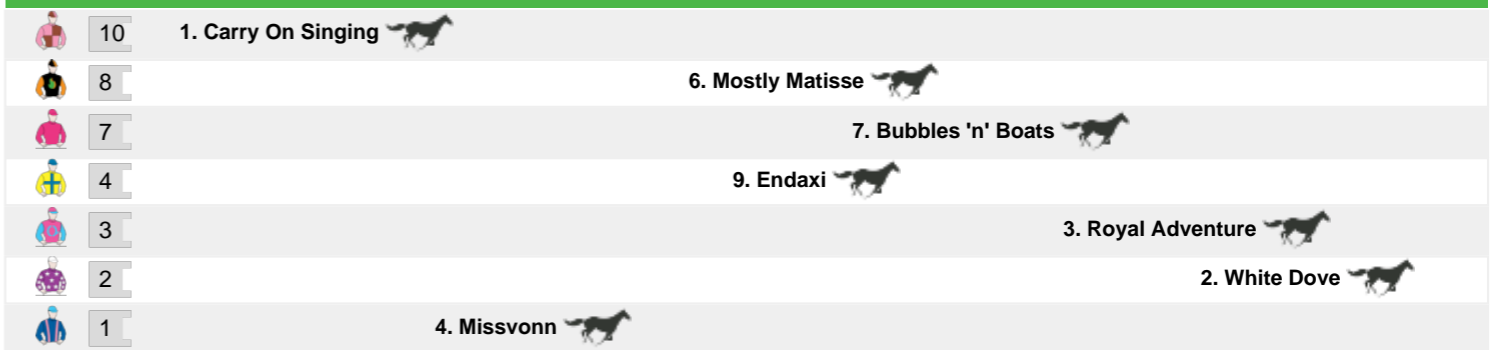 10 1. Carry On Singing
8 6. Mostly Matisse
7 7. Bubbles 'n' Boats
4 9. Endaxi
3 3. Royal Adventure
2 2. White Dove
1 4. Missvonn